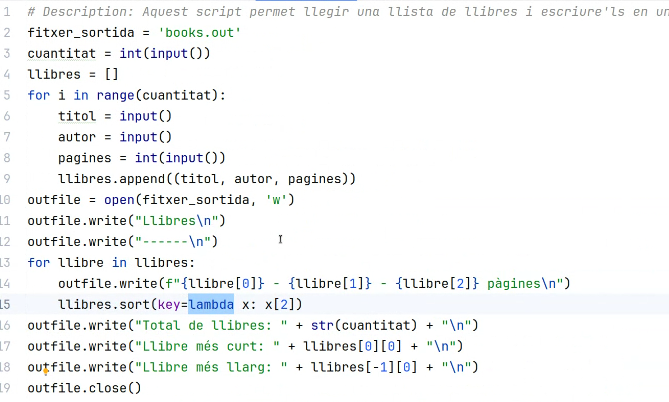 1 # Description: Aquest script permet llegir una llista de llibres i escriure'ls en un
2 fitxer_sortida = 'books.out'
3 cuantitat = int(input())
4 llibres = []
5 for i in range(cuantitat):
6 titol = input()
7 autor = input()
8 pagines = int(input())
9 llibres.append((titol, autor, pagines))
10 outfile = open(fitxer_sortida, 'w')
11 outfile.write("Llibres\n")
12 outfile.write("------\n")
13 for llibre in llibres:
14 outfile.write(f"{llibre[0]} - {llibre[1]} - {llibre[2]} pàgines\n")
15 llibres.sort(key=lambda x: x[2])
16 outfile.write("Total de llibres: " + str(cuantitat) + "\n")
17 outfile.write("Llibre més curt: " + llibres[0][0] + "\n")
18 outfile.write("Llibre més llarg: " + llibres[-1][0] + "\n")
19 outfile.close()